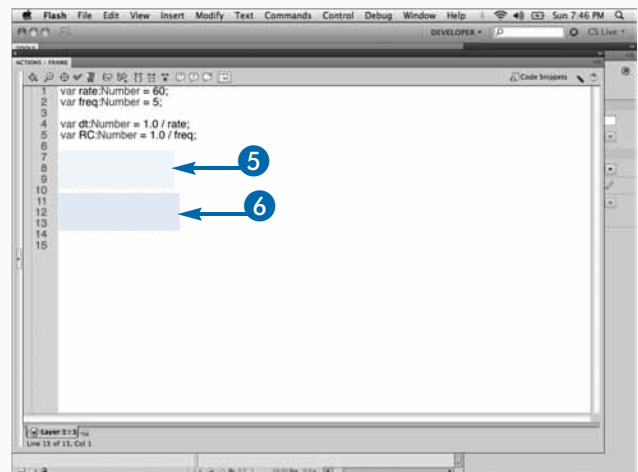 Flash File Edit View Insert Modify Text Commands Control Debug Window Help Sun 7:46 PM
FL DEVELOPER CS Live
TOOLS
ACTIONS - FRAME
Code Snippets
1 var rate:Number = 60;
2 var freq:Number = 5;
3
4 var dt:Number = 1.0 / rate;
5 var RC:Number = 1.0 / freq;
6
7
8 5
9
10
11
12 6
13
14
15
Layer 1 : 1
Line 15 of 15, Col 1